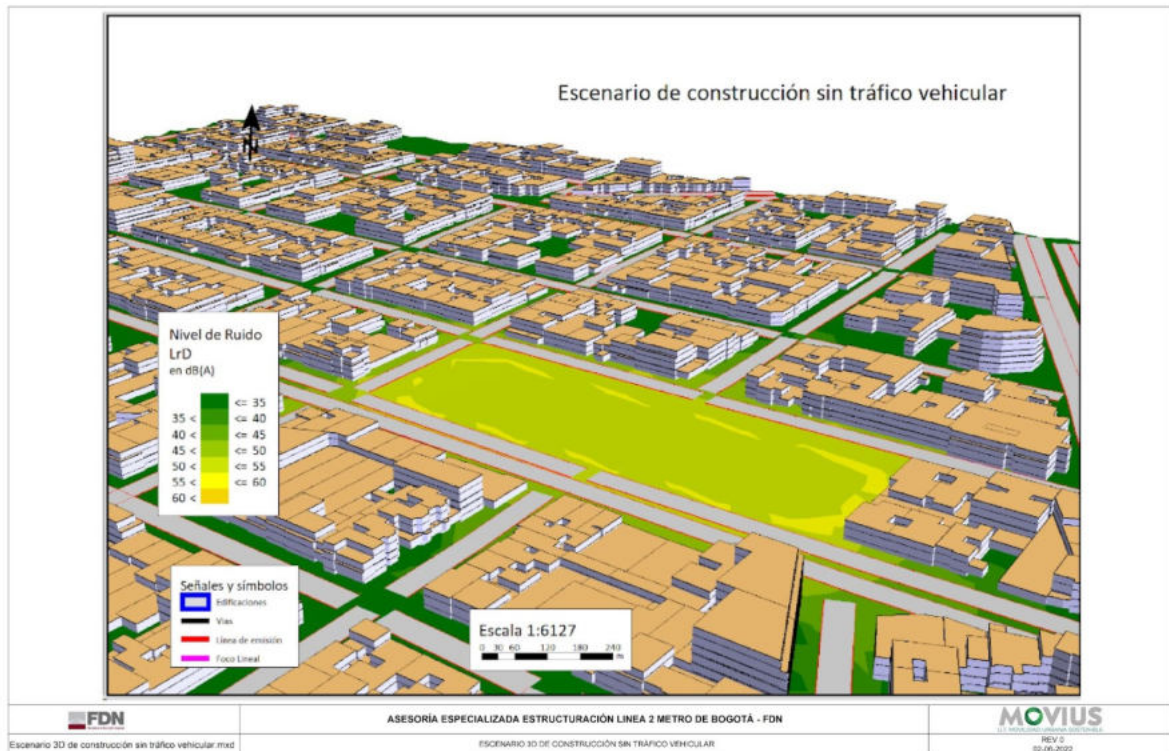 Escenario de construcción sin tráfico vehicular
N
Nivel de Ruido
LrD
en dB(A)
<= 35
35 < <= 40
40 < <= 45
45 < <= 50
50 < <= 55
55 < <= 60
60 <
Señales y símbolos
Edificaciones
Vías
Línea de emisión
Foco Lineal
Escala 1:6127
0 30 60 120 180 240
m
FDN
ASESORÍA ESPECIALIZADA ESTRUCTURACIÓN LINEA 2 METRO DE BOGOTÁ - FDN
MOVIUS
Escenario 3D de construcción sin tráfico vehicular.mxd
ESCENARIO 3D DE CONSTRUCCIÓN SIN TRÁFICO VEHICULAR
REV 0
02-06-2022